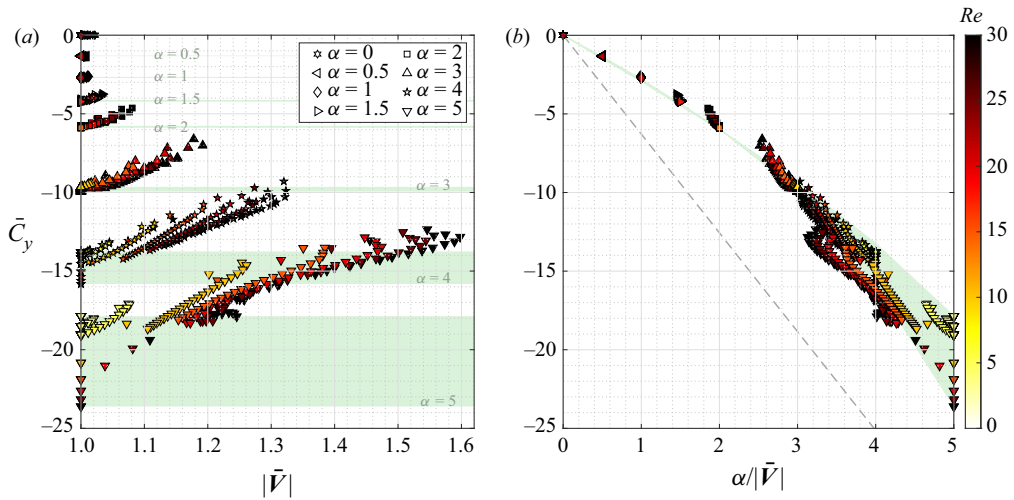 (a)
0
−5
−10
−15
−20
−25
C̄y
1.0 1.1 1.2 1.3 1.4 1.5 1.6
|V̄|
α = 0.5
α = 1
α = 1.5
α = 2
α = 3
α = 4
α = 5
α = 0 α = 2
α = 0.5 α = 3
α = 1 α = 4
α = 1.5 α = 5
(b)
0
−5
−10
−15
−20
−25
0 1 2 3 4 5
α/|V̄|
Re
30
25
20
15
10
5
0